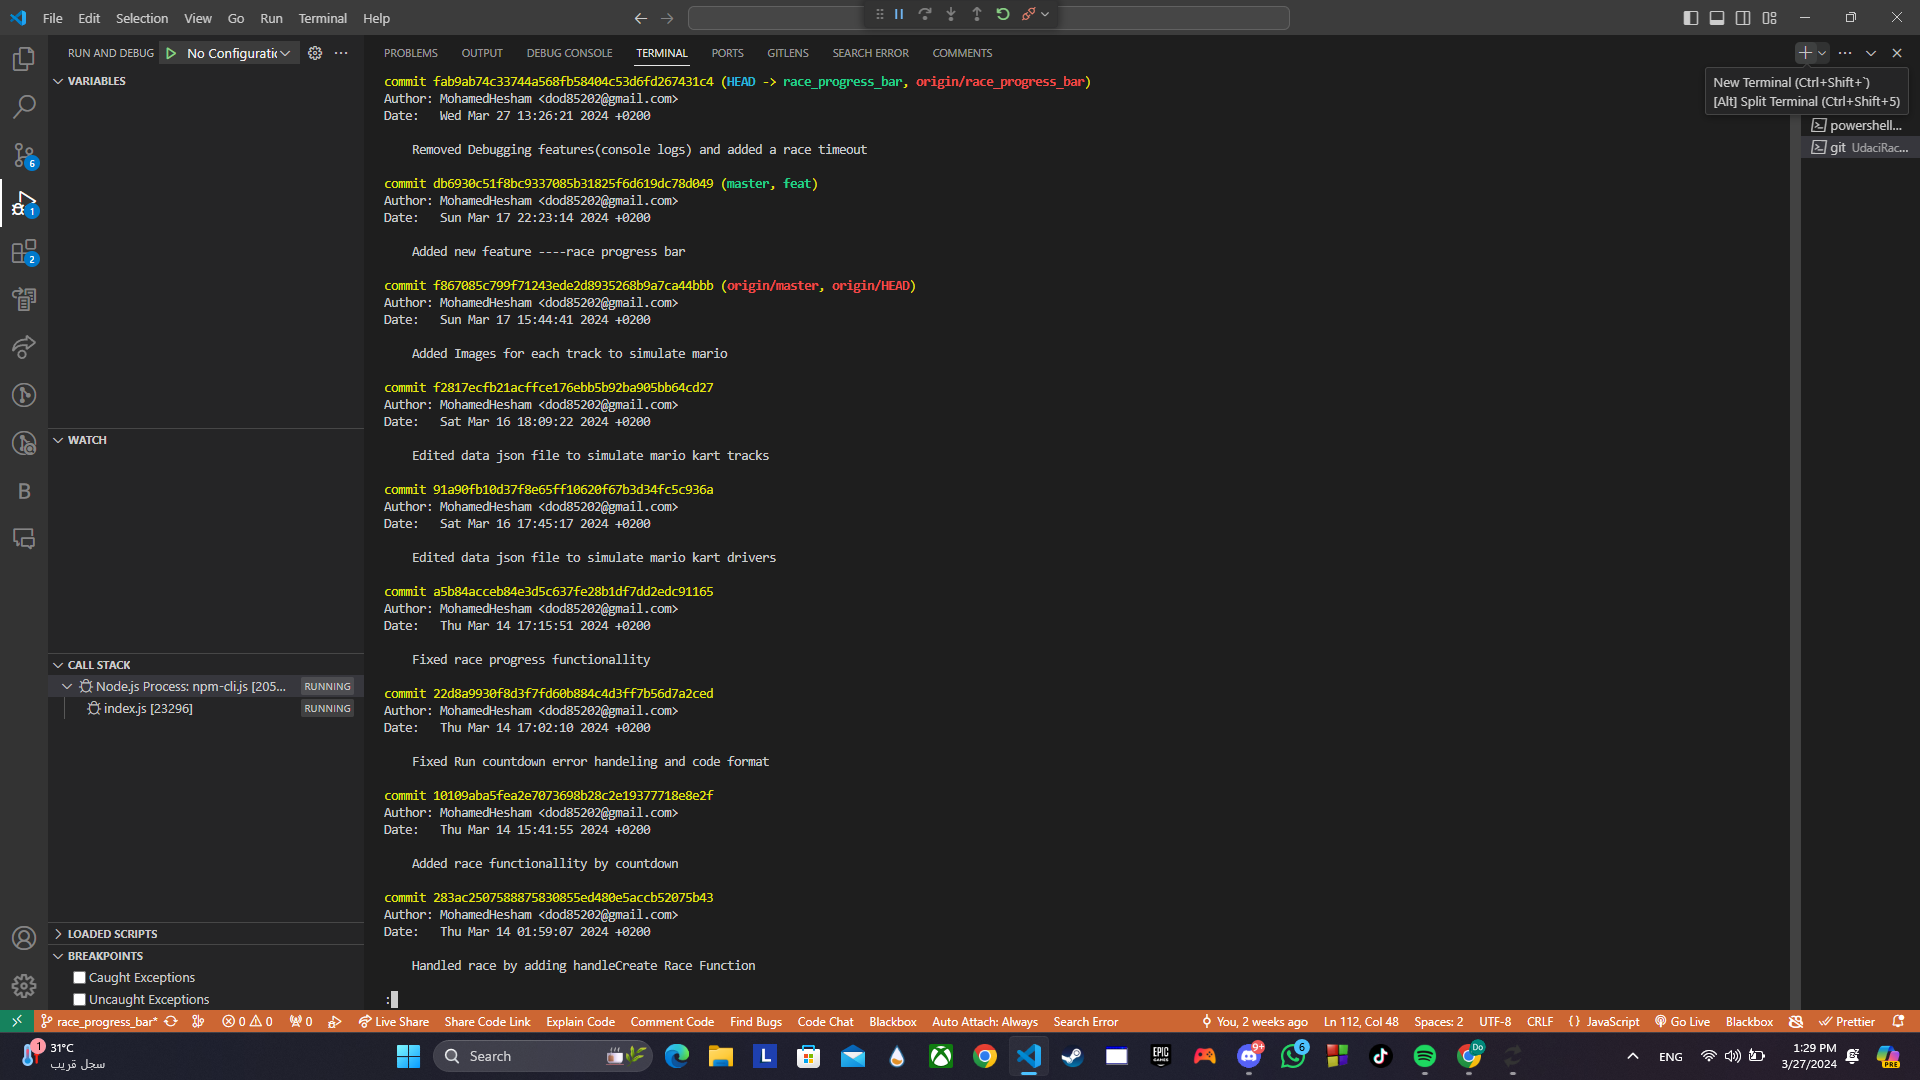 File Edit Selection View Go Run Terminal Help
RUN AND DEBUG No Configuratic
VARIABLES
WATCH
CALL STACK
Node.js Process: npm-cli.js [205... RUNNING
index.js [23296] RUNNING
LOADED SCRIPTS
BREAKPOINTS
Caught Exceptions
Uncaught Exceptions
6
1
2
B
PROBLEMS OUTPUT DEBUG CONSOLE TERMINAL PORTS GITLENS SEARCH ERROR COMMENTS
New Terminal (Ctrl+Shift+`)
[Alt] Split Terminal (Ctrl+Shift+5)
powershell...
git UdaciRac...
commit fab9ab74c33744a568fb58404c53d6fd267431c4 (HEAD -> race_progress_bar, origin/race_progress_bar)
Author: MohamedHesham <dod85202@gmail.com>
Date: Wed Mar 27 13:26:21 2024 +0200
Removed Debugging features(console logs) and added a race timeout
commit db6930c51f8bc9337085b31825f6d619dc78d049 (master, feat)
Author: MohamedHesham <dod85202@gmail.com>
Date: Sun Mar 17 22:23:14 2024 +0200
Added new feature ----race progress bar
commit f867085c799f71243ede2d8935268b9a7ca44bbb (origin/master, origin/HEAD)
Author: MohamedHesham <dod85202@gmail.com>
Date: Sun Mar 17 15:44:41 2024 +0200
Added Images for each track to simulate mario
commit f2817ecfb21acffce176ebb5b92ba905bb64cd27
Author: MohamedHesham <dod85202@gmail.com>
Date: Sat Mar 16 18:09:22 2024 +0200
Edited data json file to simulate mario kart tracks
commit 91a90fb10d37f8e65ff10620f67b3d34fc5c936a
Author: MohamedHesham <dod85202@gmail.com>
Date: Sat Mar 16 17:45:17 2024 +0200
Edited data json file to simulate mario kart drivers
commit a5b84acceb84e3d5c637fe28b1df7dd2edc91165
Author: MohamedHesham <dod85202@gmail.com>
Date: Thu Mar 14 17:15:51 2024 +0200
Fixed race progress functionallity
commit 22d8a9930f8d3f7fd60b884c4d3ff7b56d7a2ced
Author: MohamedHesham <dod85202@gmail.com>
Date: Thu Mar 14 17:02:10 2024 +0200
Fixed Run countdown error handeling and code format
commit 10109aba5fea2e7073698b28c2e19377718e8e2f
Author: MohamedHesham <dod85202@gmail.com>
Date: Thu Mar 14 15:41:55 2024 +0200
Added race functionallity by countdown
commit 283ac2507588875830855ed480e5accb52075b43
Author: MohamedHesham <dod85202@gmail.com>
Date: Thu Mar 14 01:59:07 2024 +0200
Handled race by adding handleCreate Race Function
:
race_progress_bar* 0 0 0 Live Share Share Code Link Explain Code Comment Code Find Bugs Code Chat Blackbox Auto Attach: Always Search Error You, 2 weeks ago Ln 112, Col 48 Spaces: 2 UTF-8 CRLF {} JavaScript Go Live Blackbox Prettier
1 31°C
سجل قريب
Search
L
EPIC GAMES
9+
6
Do
ENG
1:29 PM
3/27/2024
PRE